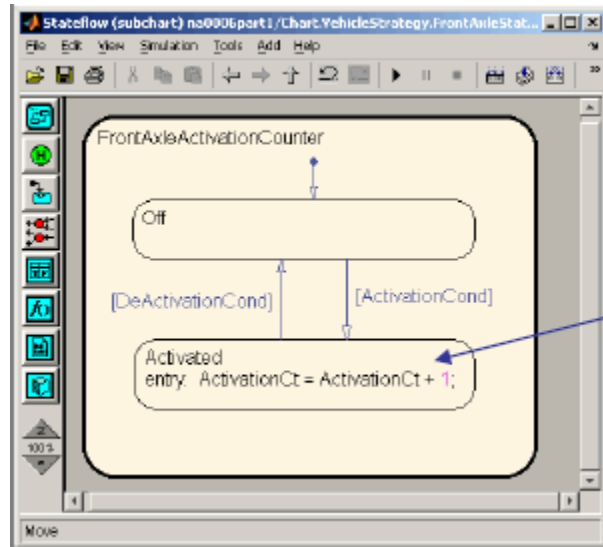 Stateflow (subchart) na0006part1/Chart.VehicleStrategy.FrontAxleStat...
File Edit View Simulation Tools Add Help
FrontAxleActivationCounter
Off
[DeActivationCond]
[ActivationCond]
Activated
entry: ActivationCt = ActivationCt + 1;
100%
Move